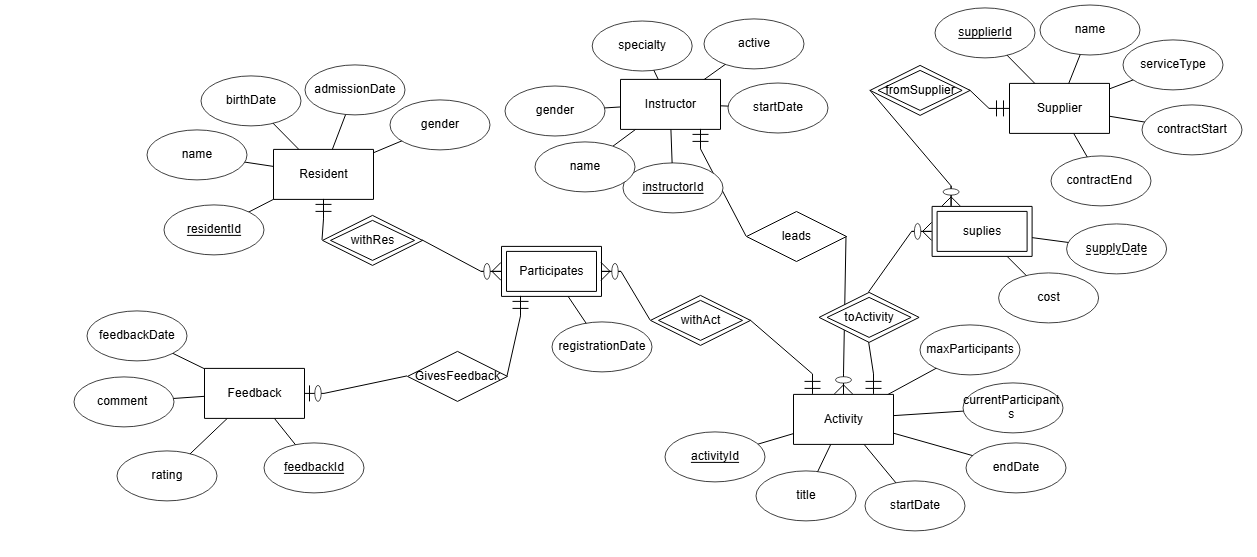 supplierId
name
specialty
active
serviceType
admissionDate
birthDate
fromSupplier
Instructor
startDate
Supplier
gender
gender
contractStart
name
name
Resident
instructorId
contractEnd
residentId
suplies
leads
withRes
supplyDate
Participates
cost
withAct
toActivity
feedbackDate
registrationDate
maxParticipants
GivesFeedback
Feedback
comment
currentParticipant
s
Activity
activityId
rating
feedbackId
endDate
title
startDate